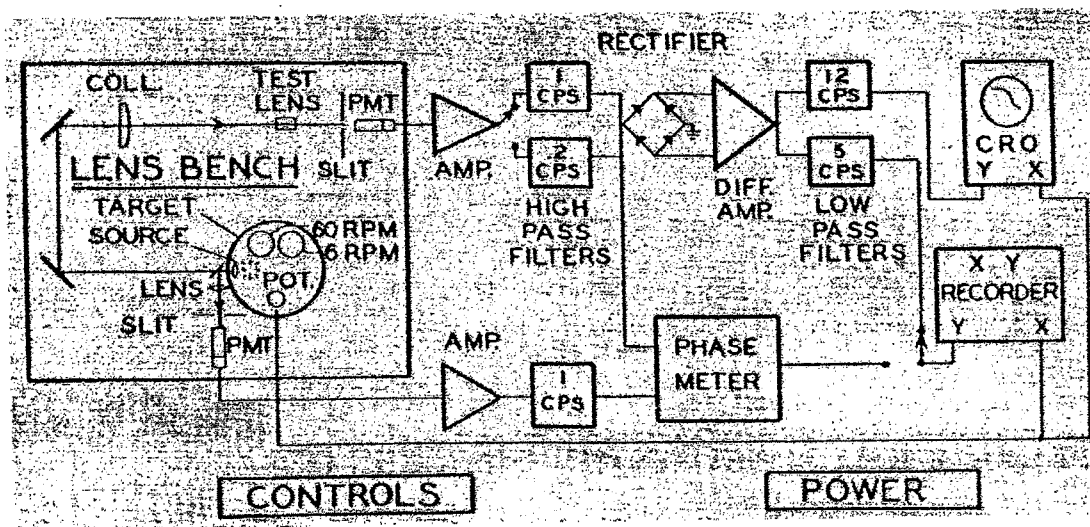 RECTIFIER
COLL.
TEST
LENS
PMT
SLIT
LENS BENCH
TARGET
SOURCE
60 RPM
6 RPM
POT.
LENS
SLIT
PMT
AMP.
1
CPS
2
CPS
HIGH
PASS
FILTERS
DIFF.
AMP.
12
CPS
5
CPS
LOW
PASS
FILTERS
CRO
Y X
X Y
RECORDER
Y X
AMP.
1
CPS
PHASE
METER
CONTROLS
POWER